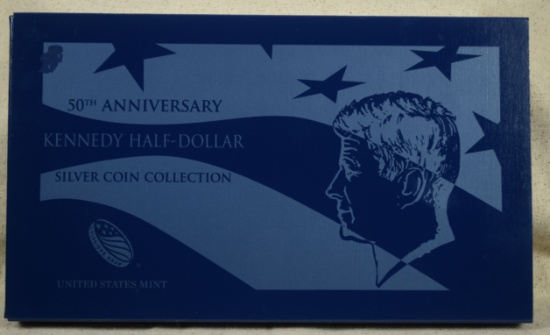 50TH ANNIVERSARY
KENNEDY HALF-DOLLAR
SILVER COIN COLLECTION
UNITED STATES MINT